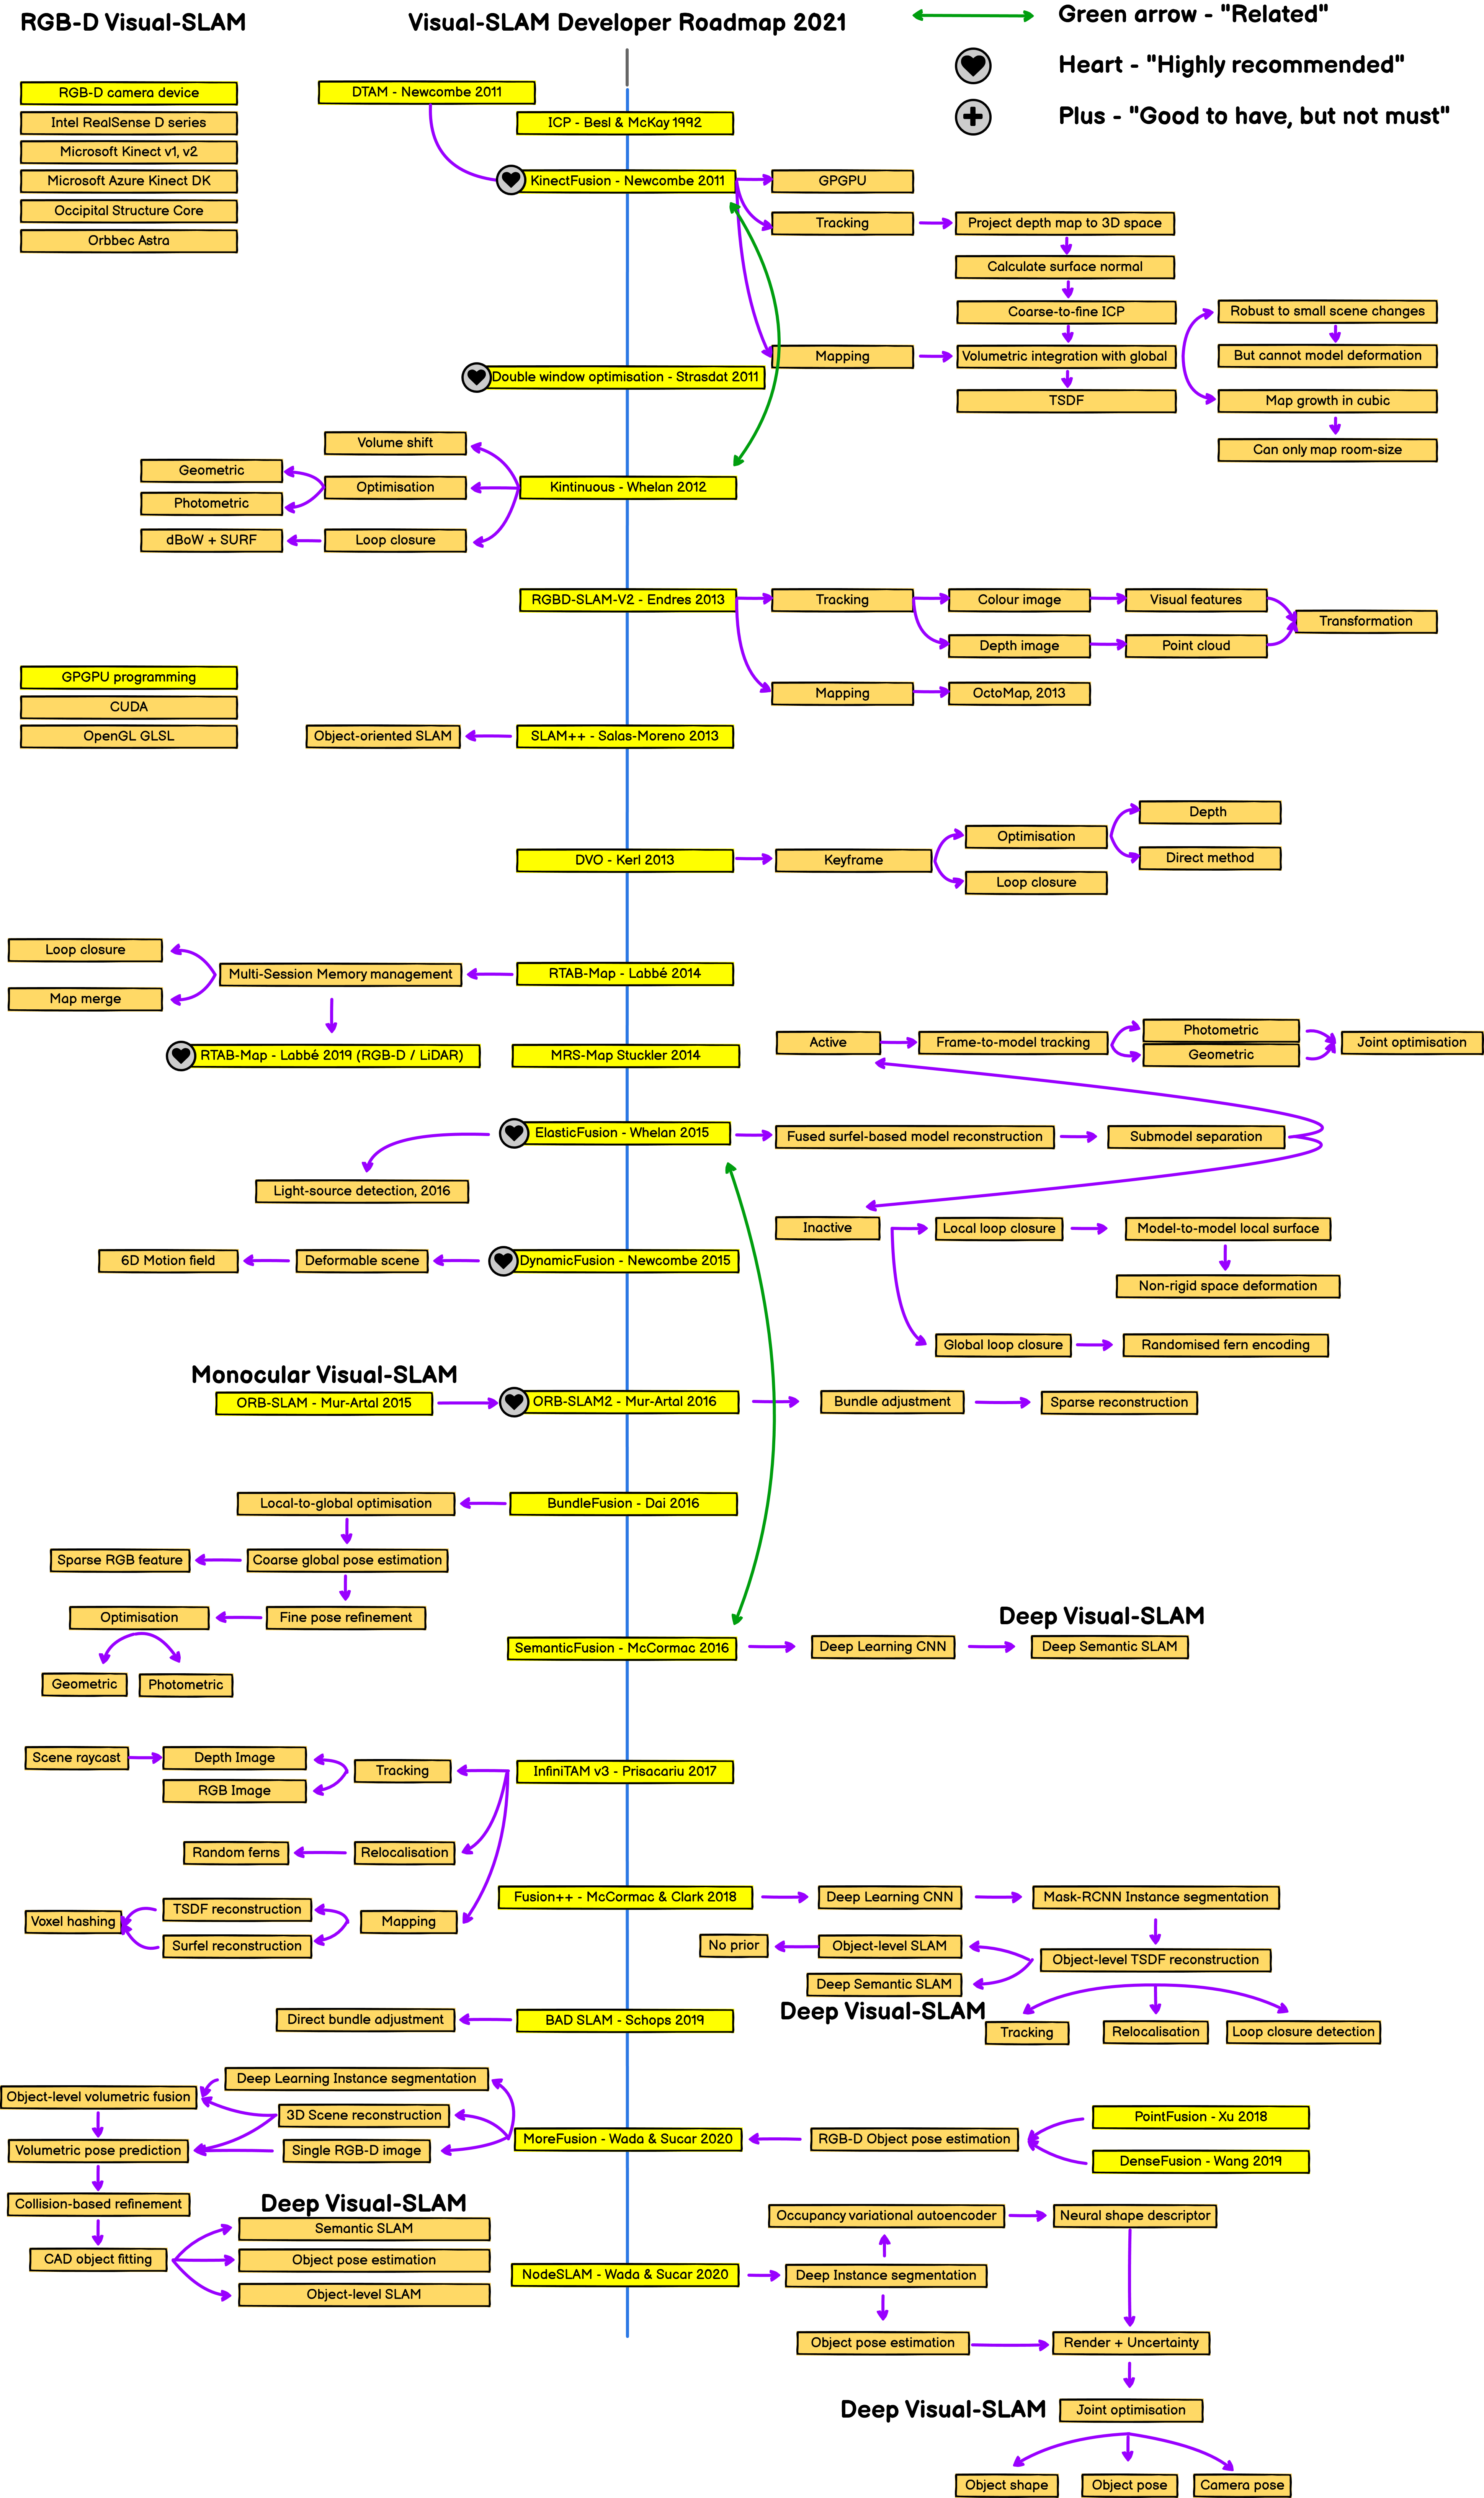 RGB-D Visual-SLAM
Visual-SLAM Developer Roadmap 2021
Green arrow - "Related"
Heart - "Highly recommended"
Plus - "Good to have, but not must"
RGB-D camera device
Intel RealSense D series
Microsoft Kinect v1, v2
Microsoft Azure Kinect DK
Occipital Structure Core
Orbbec Astra
DTAM - Newcombe 2011
ICP - Besl & McKay 1992
KinectFusion - Newcombe 2011
GPGPU
Tracking
Project depth map to 3D space
Calculate surface normal
Coarse-to-fine ICP
Mapping
Volumetric integration with global
TSDF
Robust to small scene changes
But cannot model deformation
Map growth in cubic
Can only map room-size
Double window optimisation - Strasdat 2011
Kintinuous - Whelan 2012
Volume shift
Optimisation
Geometric
Photometric
Loop closure
dBoW + SURF
RGBD-SLAM-V2 - Endres 2013
Tracking
Colour image
Visual features
Transformation
Depth image
Point cloud
Mapping
OctoMap, 2013
GPGPU programming
CUDA
OpenGL GLSL
SLAM++ - Salas-Moreno 2013
Object-oriented SLAM
DVO - Kerl 2013
Keyframe
Optimisation
Loop closure
Depth
Direct method
RTAB-Map - Labbé 2014
Multi-Session Memory management
Loop closure
Map merge
RTAB-Map - Labbé 2019 (RGB-D / LiDAR)
MRS-Map Stuckler 2014
Active
Frame-to-model tracking
Photometric
Geometric
Joint optimisation
ElasticFusion - Whelan 2015
Fused surfel-based model reconstruction
Submodel separation
Light-source detection, 2016
Inactive
Local loop closure
Model-to-model local surface
Non-rigid space deformation
Global loop closure
Randomised fern encoding
DynamicFusion - Newcombe 2015
Deformable scene
6D Motion field
Monocular Visual-SLAM
ORB-SLAM - Mur-Artal 2015
ORB-SLAM2 - Mur-Artal 2016
Bundle adjustment
Sparse reconstruction
BundleFusion - Dai 2016
Local-to-global optimisation
Coarse global pose estimation
Sparse RGB feature
Fine pose refinement
Optimisation
Geometric
Photometric
Deep Visual-SLAM
SemanticFusion - McCormac 2016
Deep Learning CNN
Deep Semantic SLAM
InfiniTAM v3 - Prisacariu 2017
Tracking
Depth Image
Scene raycast
RGB Image
Relocalisation
Random ferns
Mapping
TSDF reconstruction
Voxel hashing
Surfel reconstruction
Fusion++ - McCormac & Clark 2018
Deep Learning CNN
Mask-RCNN Instance segmentation
Object-level TSDF reconstruction
Object-level SLAM
No prior
Deep Semantic SLAM
Deep Visual-SLAM
Tracking
Relocalisation
Loop closure detection
BAD SLAM - Schops 2019
Direct bundle adjustment
MoreFusion - Wada & Sucar 2020
Deep Learning Instance segmentation
3D Scene reconstruction
Single RGB-D image
Object-level volumetric fusion
Volumetric pose prediction
Collision-based refinement
CAD object fitting
Deep Visual-SLAM
Semantic SLAM
Object pose estimation
Object-level SLAM
RGB-D Object pose estimation
PointFusion - Xu 2018
DenseFusion - Wang 2019
NodeSLAM - Wada & Sucar 2020
Deep Instance segmentation
Occupancy variational autoencoder
Neural shape descriptor
Object pose estimation
Render + Uncertainty
Deep Visual-SLAM
Joint optimisation
Object shape
Object pose
Camera pose